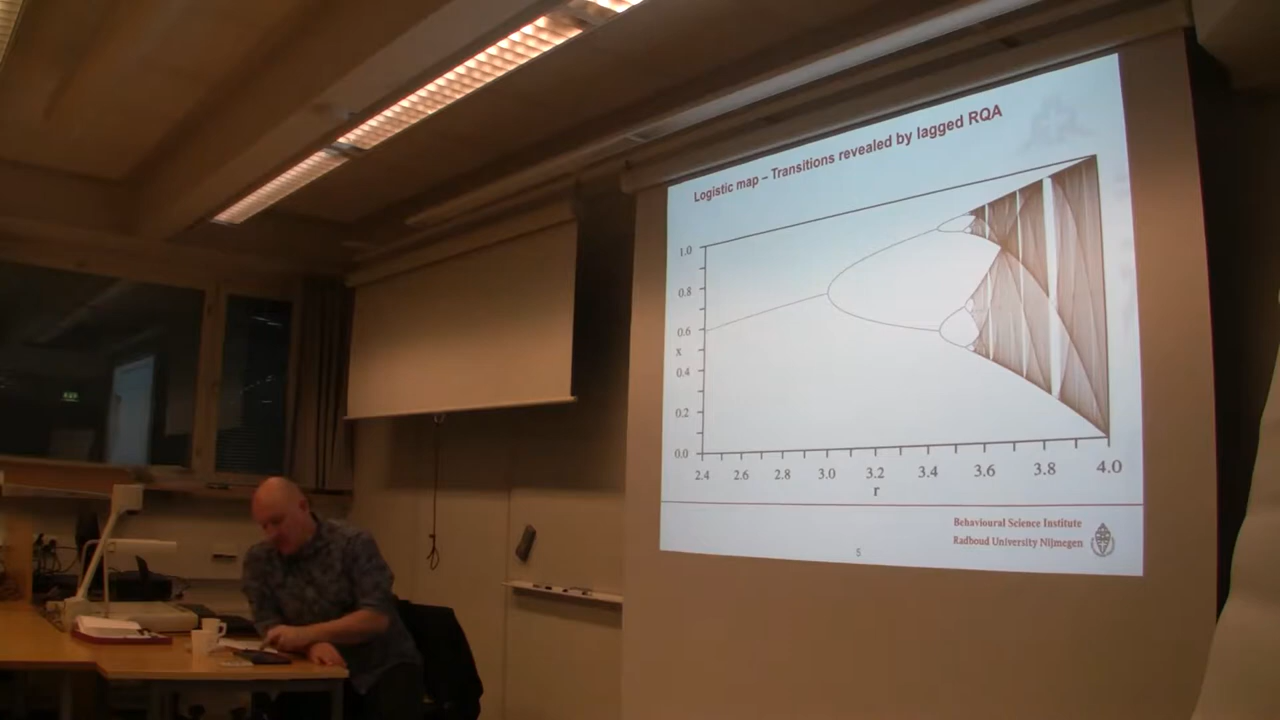 Logistic map – Transitions revealed by lagged RQA
1.0
0.8
0.6
x
0.4
0.2
0.0
2.4 2.6 2.8 3.0 3.2 3.4 3.6 3.8 4.0
r
Behavioural Science Institute
Radboud University Nijmegen
5